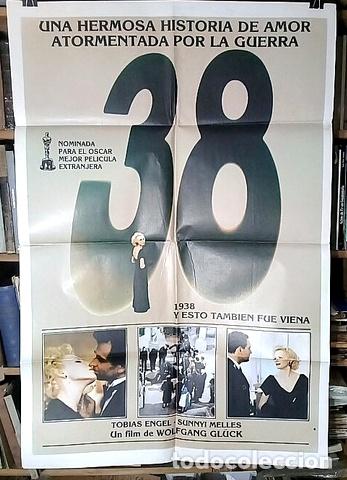 UNA HERMOSA HISTORIA DE AMOR
ATORMENTADA POR LA GUERRA
38
NOMINADA
PARA EL OSCAR
MEJOR PELICULA
EXTRANJERA
1938
Y ESTO TAMBIEN FUE VIENA
TOBIAS ENGEL - SUNNYI MELLES
Un film de WOLFGANG GLÜCK
todocoleccion